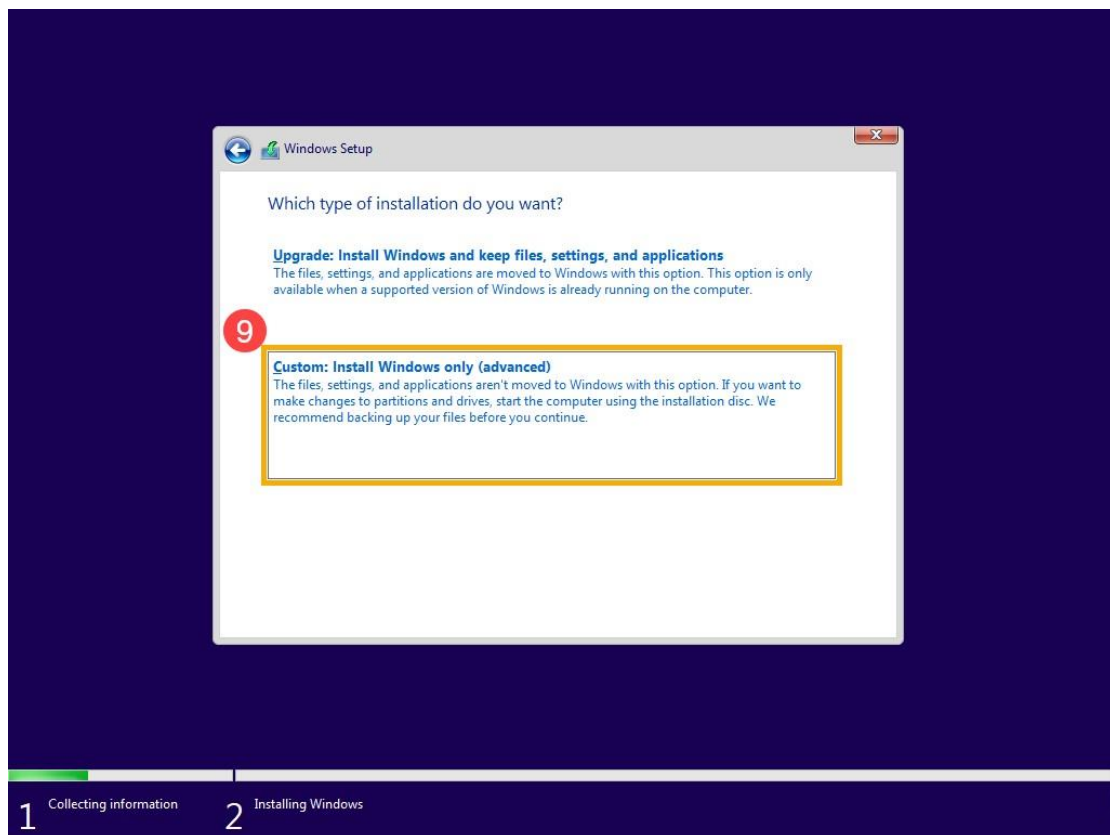 Windows Setup
X
Which type of installation do you want?
Upgrade: Install Windows and keep files, settings, and applications
The files, settings, and applications are moved to Windows with this option. This option is only
available when a supported version of Windows is already running on the computer.
9
Custom: Install Windows only (advanced)
The files, settings, and applications aren't moved to Windows with this option. If you want to
make changes to partitions and drives, start the computer using the installation disc. We
recommend backing up your files before you continue.
1 Collecting information 2 Installing Windows